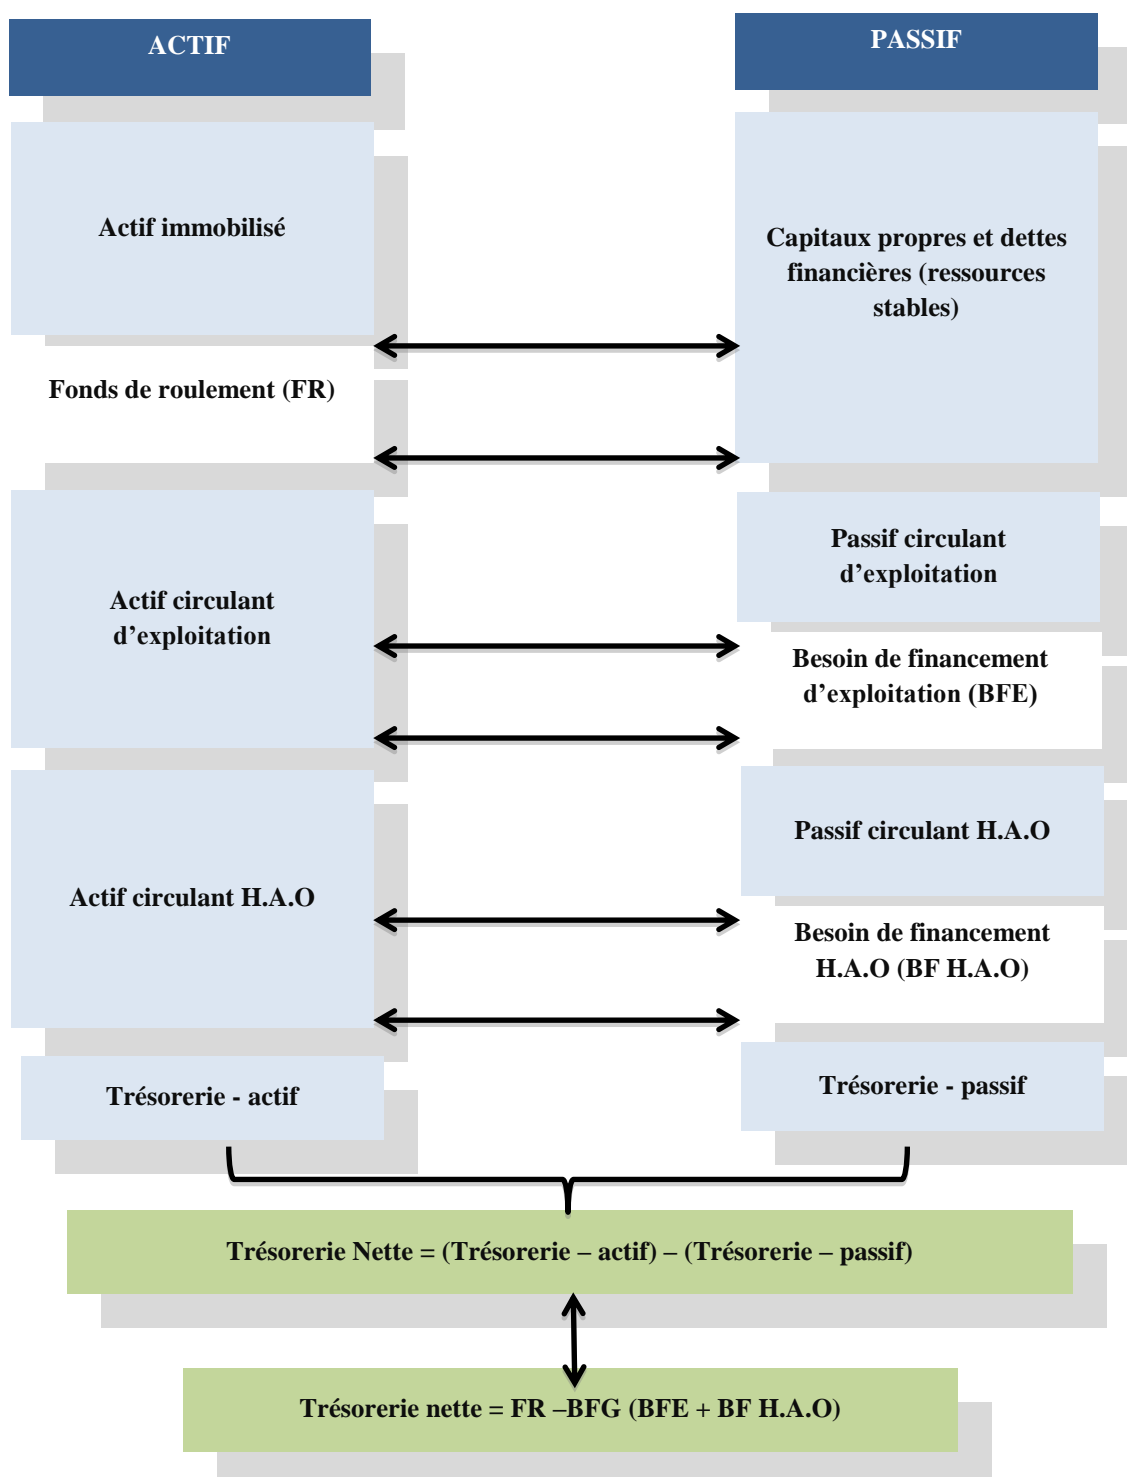 ACTIF
PASSIF
Actif immobilisé
Capitaux propres et dettes
financières (ressources
stables)
Fonds de roulement (FR)
Passif circulant
d’exploitation
Actif circulant
d’exploitation
Besoin de financement
d’exploitation (BFE)
Passif circulant H.A.O
Actif circulant H.A.O
Besoin de financement
H.A.O (BF H.A.O)
Trésorerie - actif
Trésorerie - passif
Trésorerie Nette = (Trésorerie – actif) – (Trésorerie – passif)
Trésorerie nette = FR –BFG (BFE + BF H.A.O)